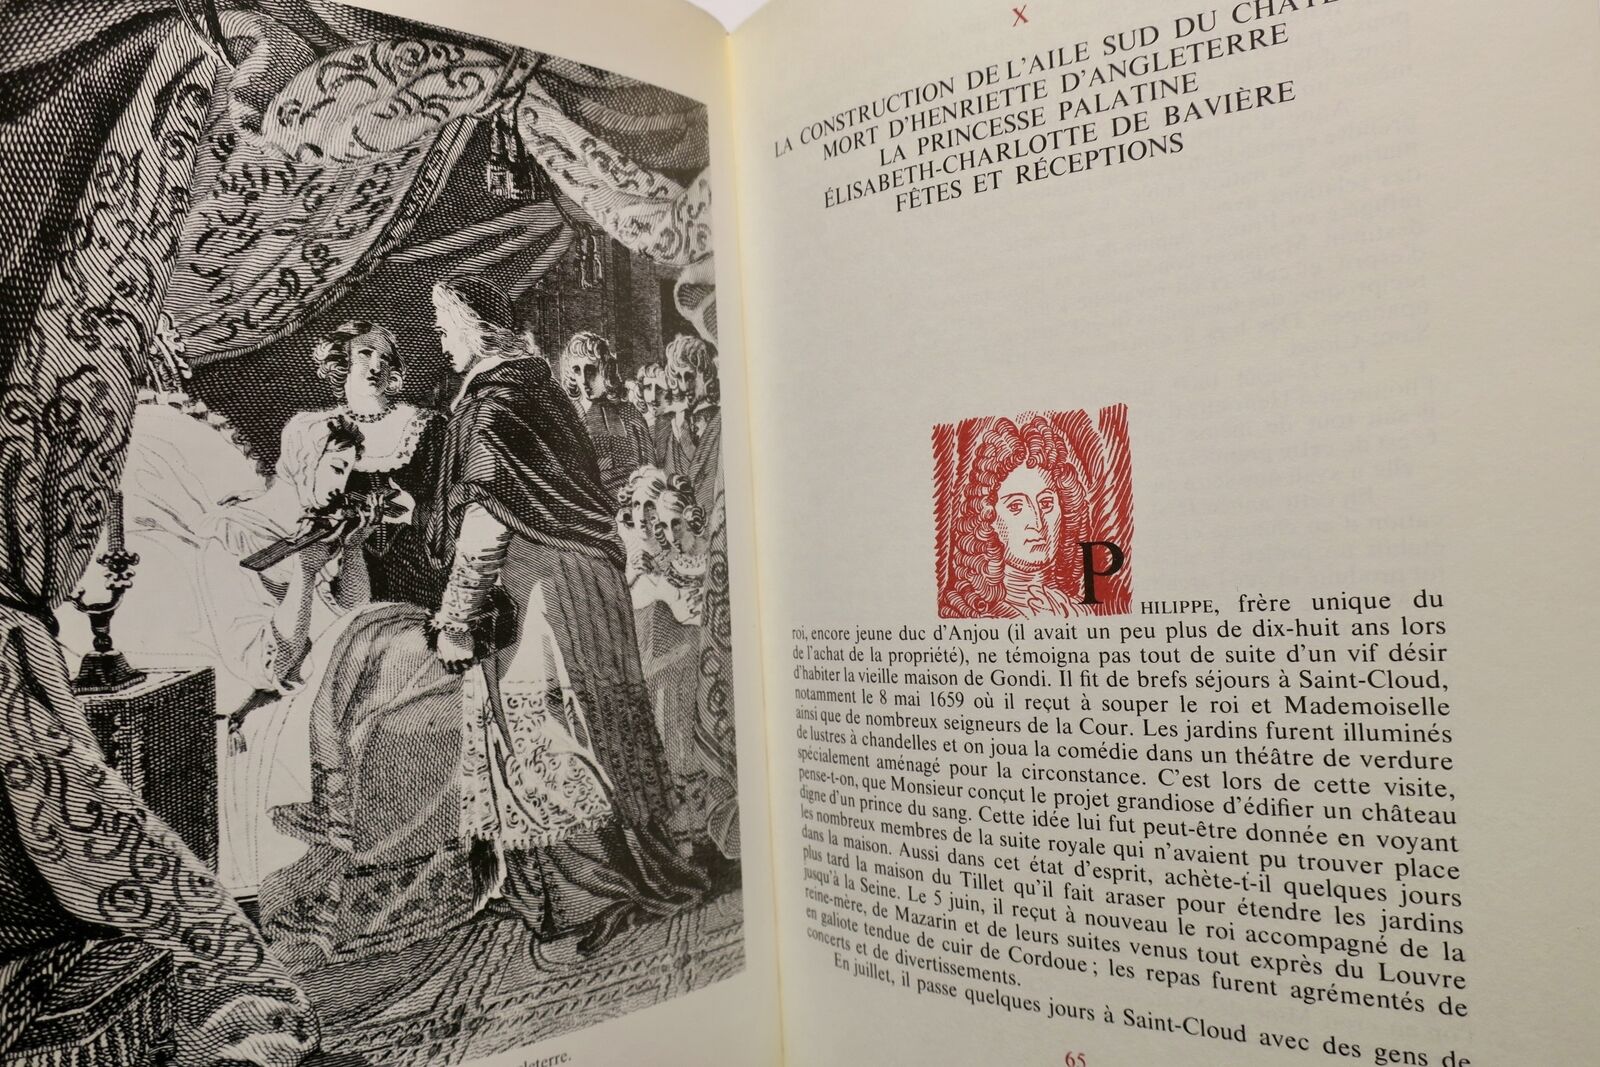 gleterre.
X
LA CONSTRUCTION DE L'AILE SUD DU
MORT D'HENRIETTE D'ANGLETERRE
LA PRINCESSE PALATINE
ÉLISABETH-CHARLOTTE DE BAVIÈRE
FÊTES ET RÉCEPTIONS
PHILIPPE, frère unique du
roi, encore jeune duc d'Anjou (il avait un peu plus de dix-huit ans lors
de l'achat de la propriété), ne témoigna pas tout de suite d'un vif désir
d'habiter la vieille maison de Gondi. Il fit de brefs séjours à Saint-Cloud,
notamment le 8 mai 1659 où il reçut à souper le roi et Mademoiselle
ainsi que de nombreux seigneurs de la Cour. Les jardins furent illuminés
de lustres à chandelles et on joua la comédie dans un théâtre de verdure
spécialement aménagé pour la circonstance. C'est lors de cette visite,
pense-t-on, que Monsieur conçut le projet grandiose d'édifier un château
digne d'un prince du sang. Cette idée lui fut peut-être donnée en voyant
les nombreux membres de la suite royale qui n'avaient pu trouver place
dans la maison. Aussi dans cet état d'esprit, achète-t-il quelques jours
plus tard la maison du Tillet qu'il fait araser pour étendre les jardins
jusqu'à la Seine. Le 5 juin, il reçut à nouveau le roi accompagné de la
reine-mère, de Mazarin et de leurs suites venus tout exprès du Louvre
en galiote tendue de cuir de Cordoue ; les repas furent agrémentés de
concerts et de divertissements.
En juillet, il passe quelques jours à Saint-Cloud avec des gens de
65